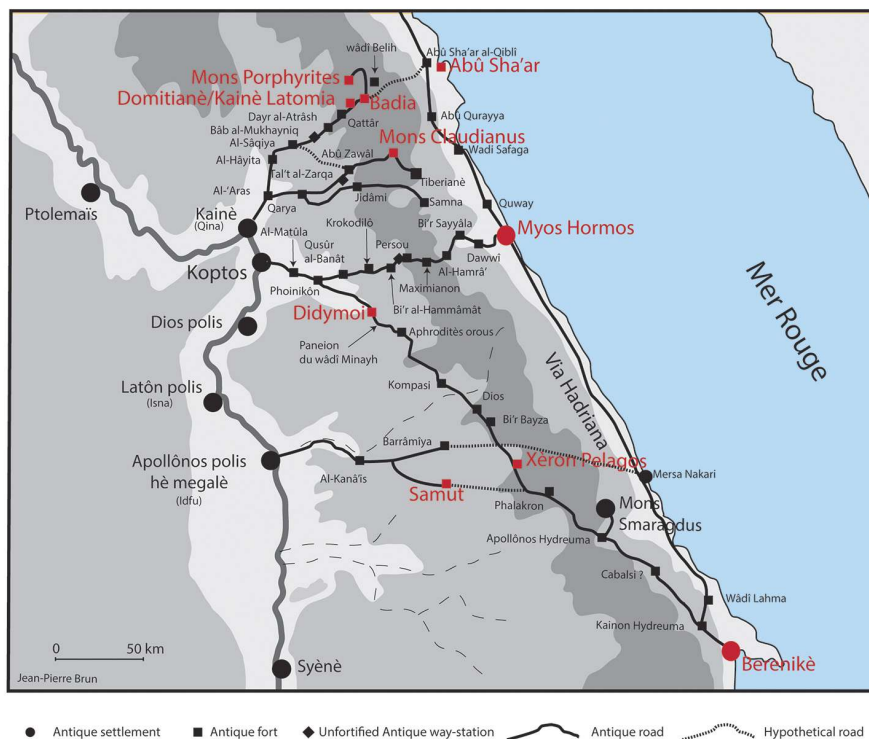 wâdî Belih
Abû Sha'ar al-Qiblî
Abû Sha'ar
Mons Porphyrites
Domitianè/Kainè Latomia
Badia
Dayr al-Atrâsh
Qattâr
Bâb al-Mukhayniq
Abû Qurayya
Al-Sâqiya
Mons Claudianus
Abû Zawâl
Wadi Safaga
Al-Hâyita
Tal't al-Zarqa
Tiberianè
Al-'Aras
Ptolemaïs
Qarya
Jidâmi
Samna
Quway
Kainè
(Qina)
Krokodilô
Bi'r Sayyâla
Myos Hormos
Al-Matûla
Qusûr
al-Banât
Persou
Dawwî
Koptos
Al-Hamrâ'
Phoinikôn
Maximianon
Didymoi
Bi'r al-Hammâmât
Dios polis
Aphroditès orous
Paneion
du wâdî Minayh
Mer Rouge
Via Hadriana
Latôn polis
(Isna)
Kompasi
Dios
Bi'r Bayza
Barrâmîya
Apollônos polis
hè megalè
(Idfu)
Xèron Pelagos
Mersa Nakari
Al-Kanâ'is
Samut
Phalakron
Mons
Smaragdus
Apollônos Hydreuma
Cabalsi ?
Wâdî Lahma
Kainon Hydreuma
0 50 km
Syènè
Berenikè
Jean-Pierre Brun
Antique settlement Antique fort Unfortified Antique way-station Antique road Hypothetical road